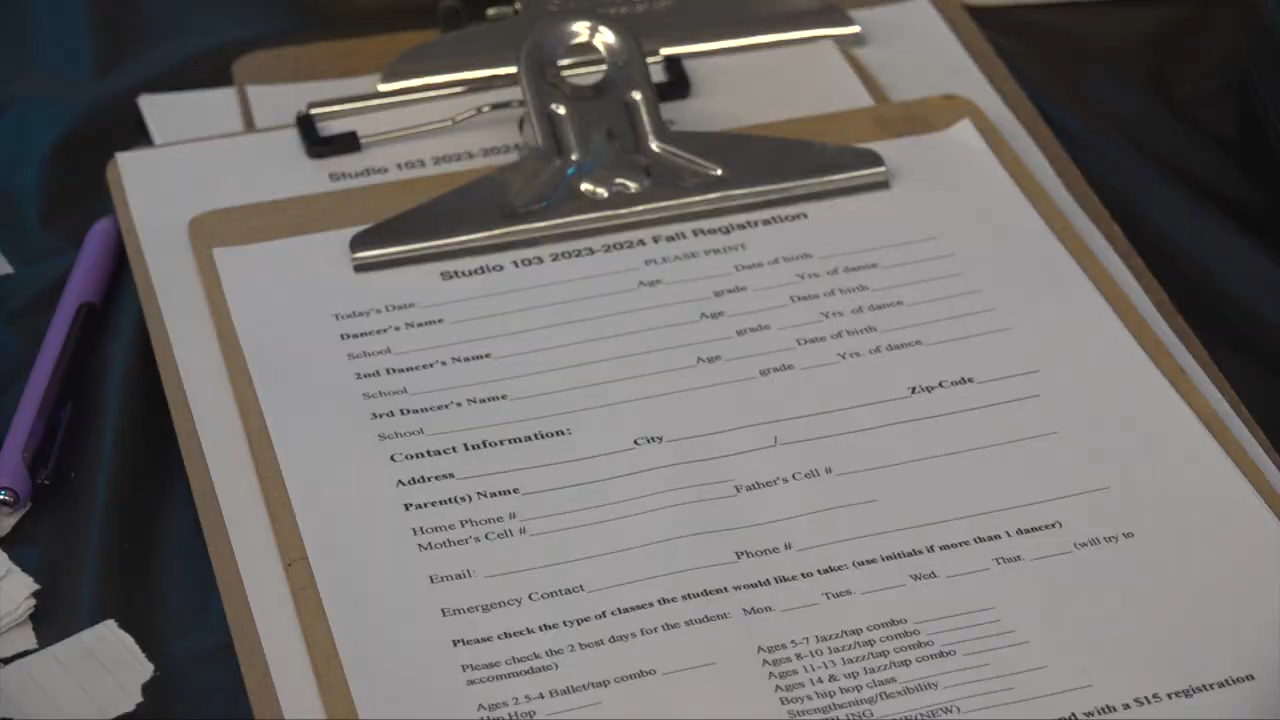 Studio 103 2023-2024
Studio 103 2023-2024 Fall Registration
PLEASE PRINT
Today's Date
Dancer's Name Age Date of birth
School grade Yrs. of dance
2nd Dancer's Name Age Date of birth
School grade Yrs of dance
3rd Dancer's Name Age Date of birth
School grade Yrs. of dance
Contact Information:
Address City Zip-Code
Parent(s) Name /
Home Phone #
Mother's Cell # Father's Cell #
Email:
Emergency Contact Phone #
Please check the type of classes the student would like to take: (use initials if more than 1 dancer)
Please check the 2 best days for the student: Mon. Tues. Wed. Thur. (will try to
accommodate)
Ages 2.5-4 Ballet/tap combo
Hip Hop
Ages 5-7 Jazz/tap combo
Ages 8-10 Jazz/tap combo
Ages 11-13 Jazz/tap combo
Ages 14 & up Jazz/tap combo
Boys hip hop class
Strengthening/flexibility
(NEW)
with a $15 registration